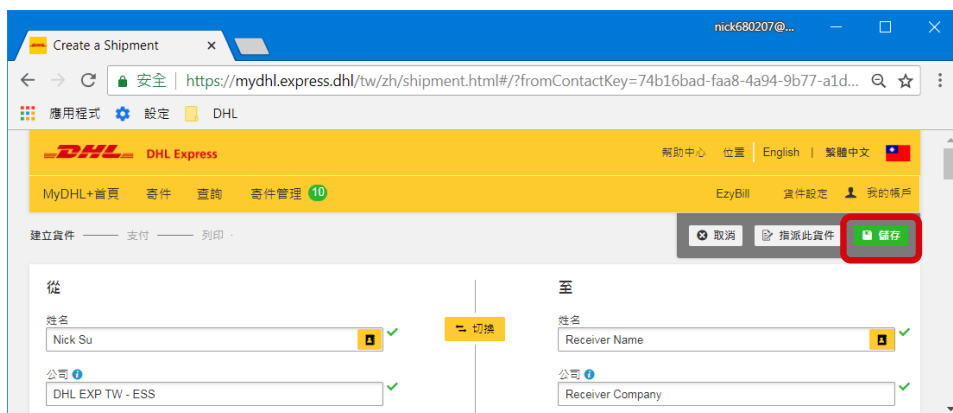 nick680207@...
Create a Shipment
安全 | https://mydhl.express.dhl/tw/zh/shipment.html#/?fromContactKey=74b16bad-faa8-4a94-9b77-a1d...
應用程式 設定 DHL
DHL DHL Express 幫助中心 位置 English | 繁體中文
MyDHL+首頁 寄件 查詢 寄件管理 10 EzyBill 貨件設定 我的帳戶
建立貨件 支付 列印 取消 指派此貨件 儲存
從 至
姓名 姓名
切換
Nick Su Receiver Name
公司 公司
DHL EXP TW - ESS Receiver Company